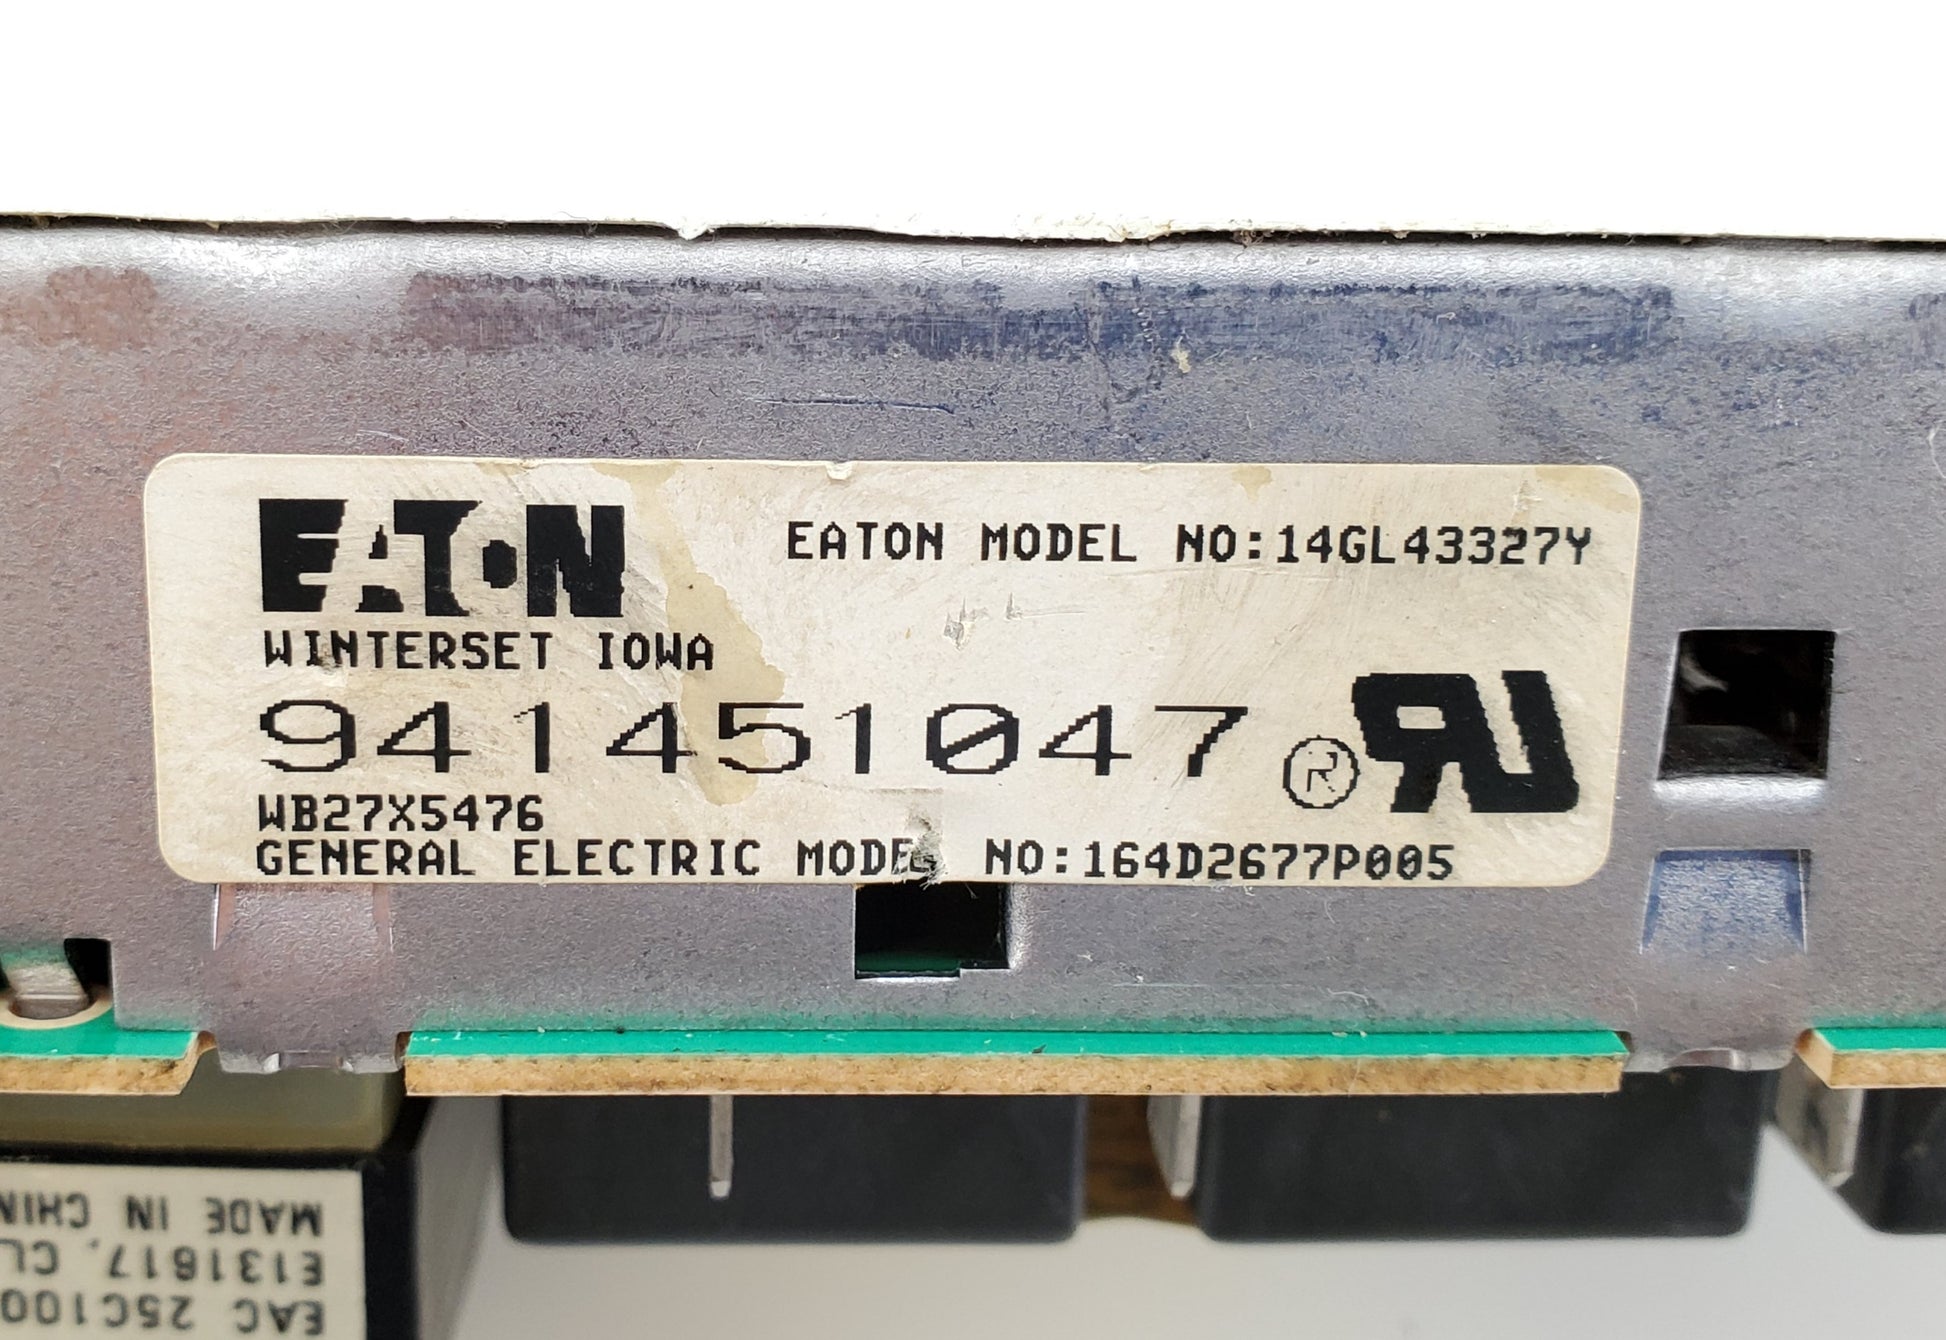 EATON
EATON MODEL NO:14GL43327Y
WINTERSET IOWA
941451047
® UR
WB27X5476
GENERAL ELECTRIC MODEL NO:164D2677P005
EAC 25C100
E131617, CL
MADE IN CHIN